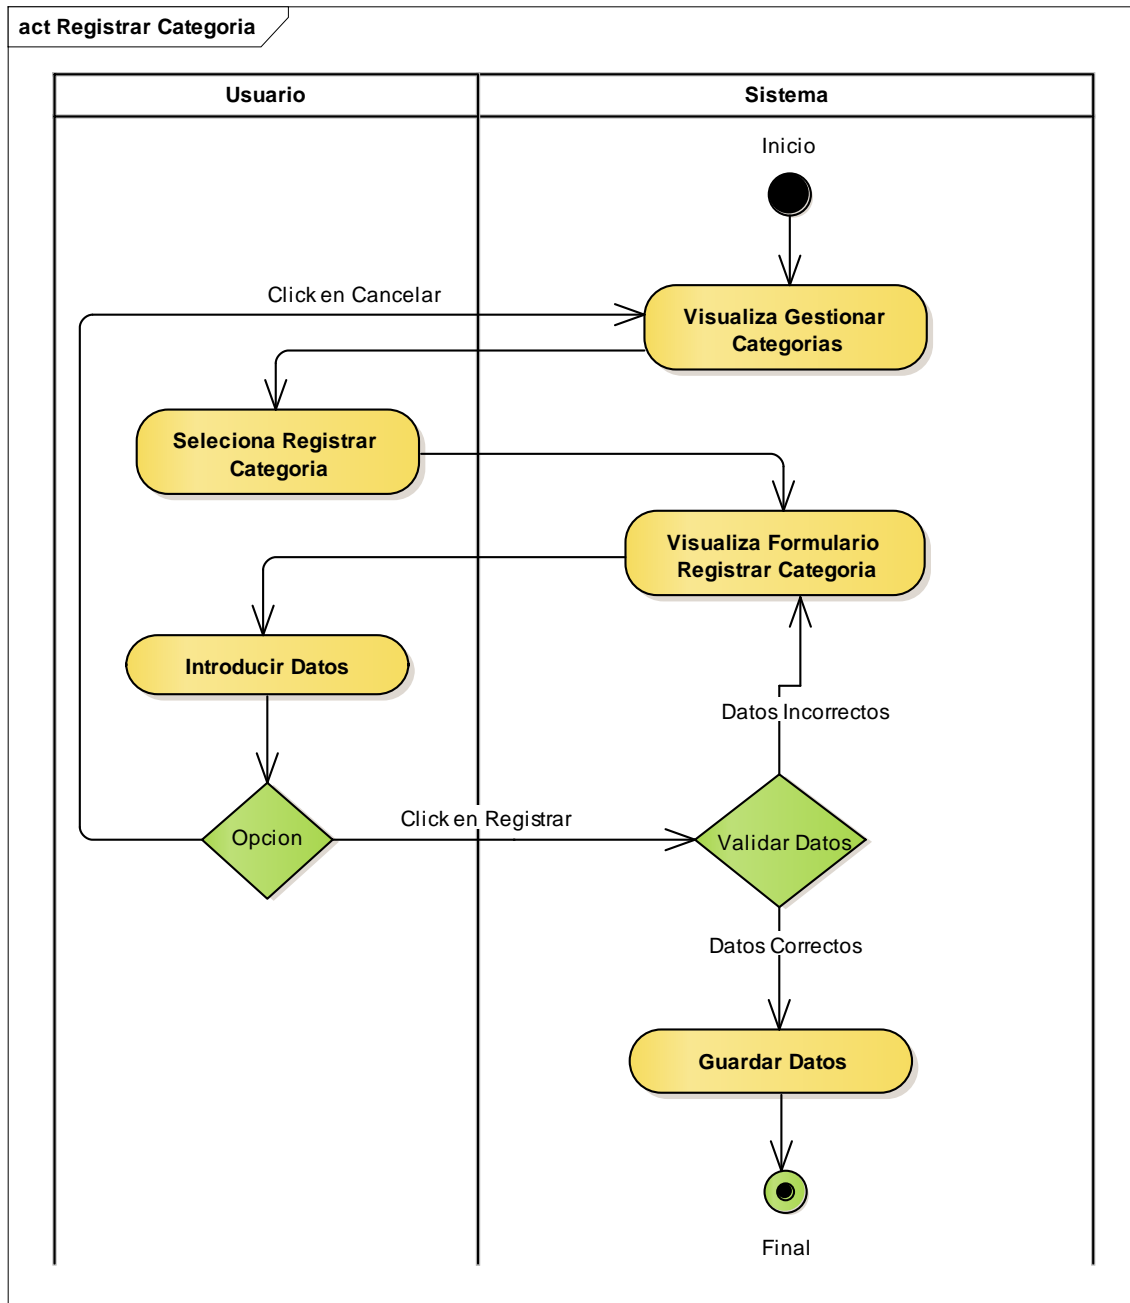 act Registrar Categoria
Usuario
Sistema
Inicio
Click en Cancelar
Visualiza Gestionar
Categorias
Seleciona Registrar
Categoria
Visualiza Formulario
Registrar Categoria
Introducir Datos
Datos Incorrectos
Click en Registrar
Opcion
Validar Datos
Datos Correctos
Guardar Datos
Final